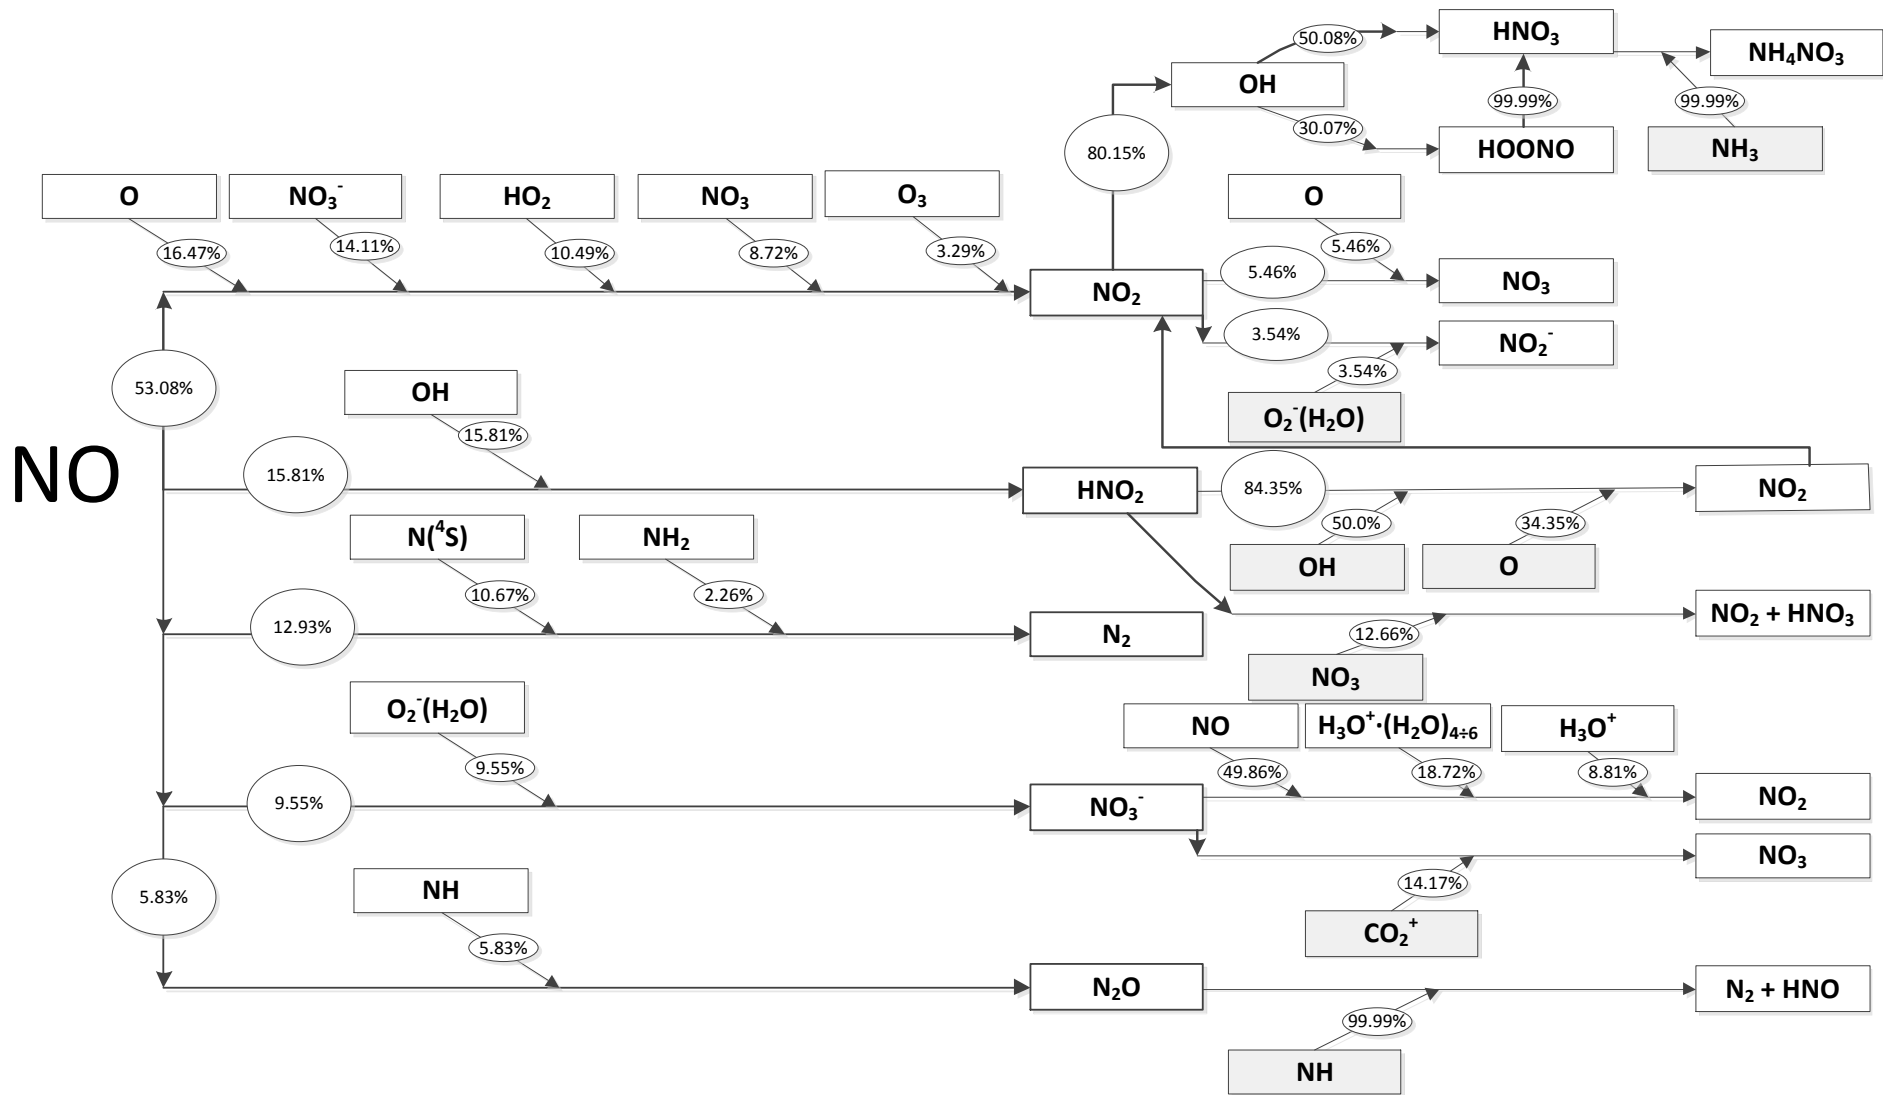 50.08%
HNO₃
NH₄NO₃
OH
99.99%
99.99%
30.07%
HOONO
NH₃
80.15%
O
NO₃⁻
HO₂
NO₃
O₃
O
16.47%
14.11%
10.49%
8.72%
3.29%
5.46%
5.46%
NO₃
NO₂
3.54%
NO₂⁻
3.54%
O₂⁻(H₂O)
53.08%
OH
15.81%
NO
15.81%
HNO₂
84.35%
NO₂
50.0%
34.35%
OH
O
N(⁴S)
NH₂
10.67%
2.26%
12.93%
N₂
NO₂ + HNO₃
12.66%
NO₃
O₂⁻(H₂O)
9.55%
9.55%
NO₃⁻
NO
H₃O⁺·(H₂O)₄÷₆
H₃O⁺
49.86%
18.72%
8.81%
NO₂
NO₃
14.17%
CO₂⁺
5.83%
NH
5.83%
N₂O
N₂ + HNO
99.99%
NH